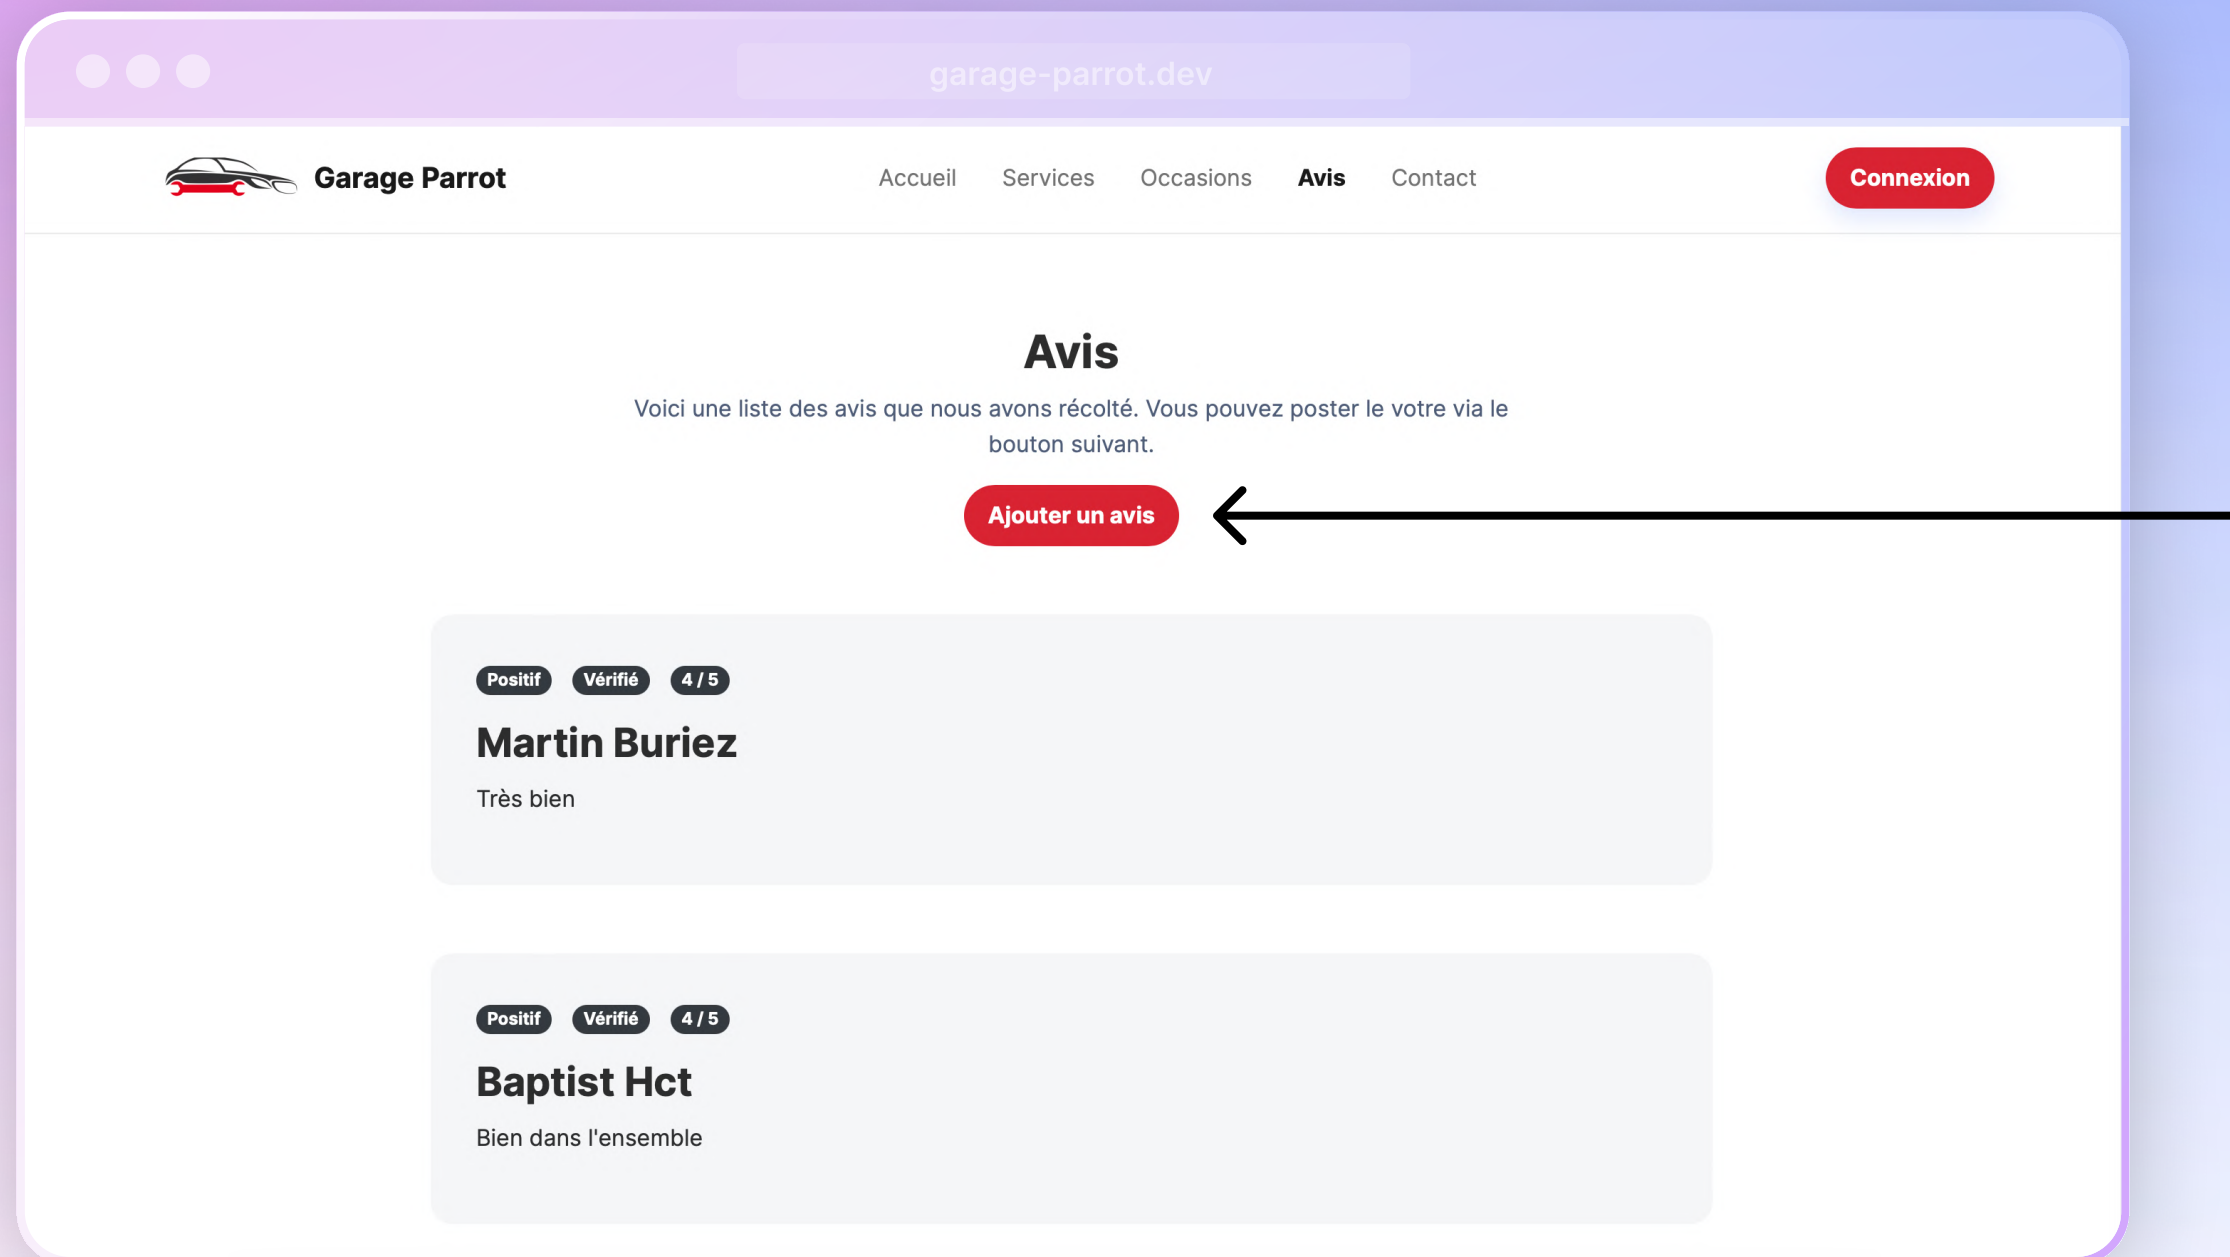 garage-parrot.dev
Garage Parrot
Accueil
Services
Occasions
Avis
Contact
Connexion
Avis
Voici une liste des avis que nous avons récolté. Vous pouvez poster le votre via le
bouton suivant.
Ajouter un avis
Positif
Vérifié
4 / 5
Martin Buriez
Très bien
Positif
Vérifié
4 / 5
Baptist Hct
Bien dans l'ensemble